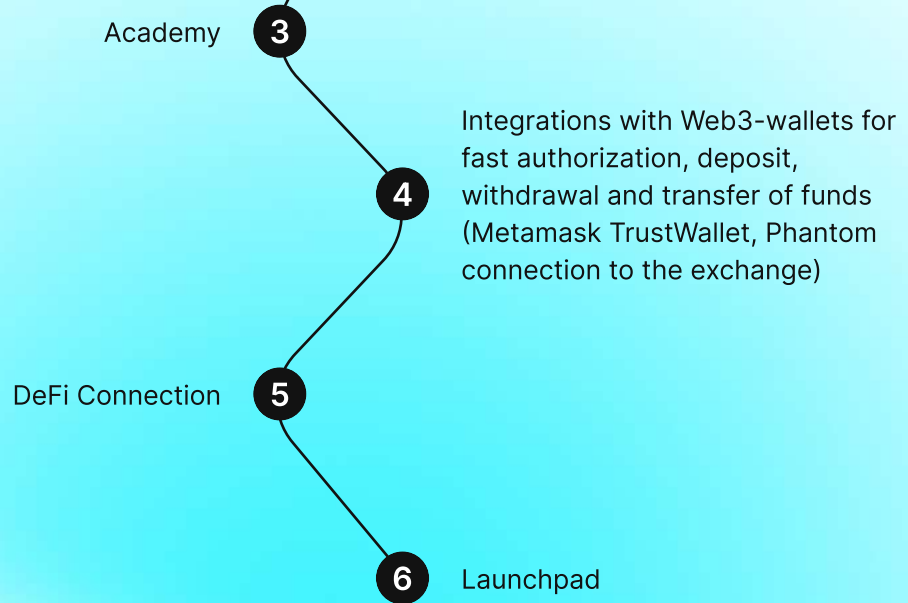 Academy
3
4
Integrations with Web3-wallets for
fast authorization, deposit,
withdrawal and transfer of funds
(Metamask TrustWallet, Phantom
connection to the exchange)
DeFi Connection
5
6
Launchpad